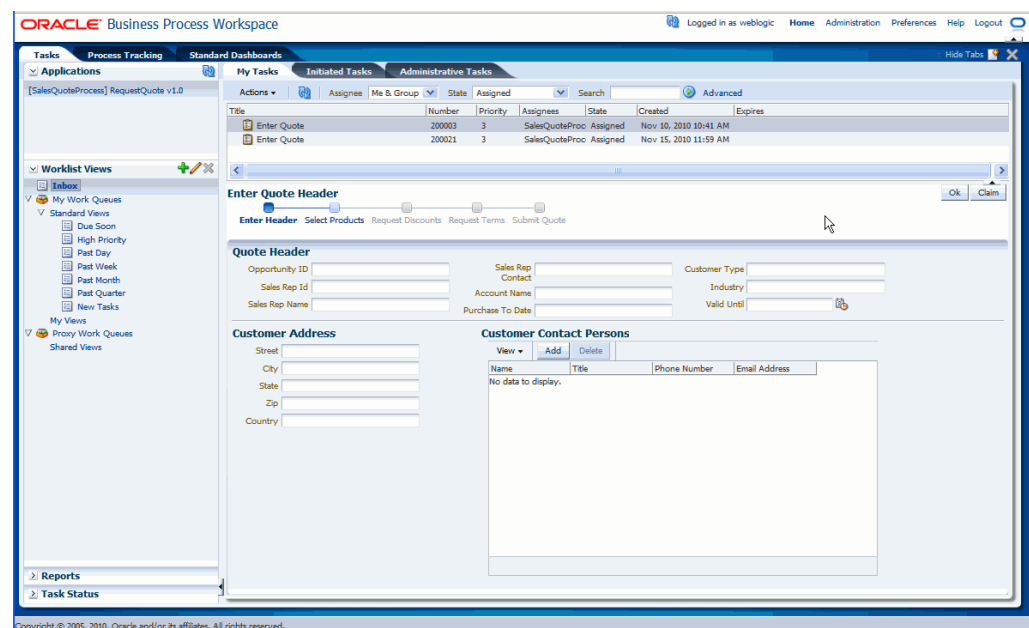 ORACLE Business Process Workspace
Logged in as weblogic Home Administration Preferences Help Logout
Tasks Process Tracking Standard Dashboards
Hide Tabs
Applications
[SalesQuoteProcess] RequestQuote v1.0
My Tasks Initiated Tasks Administrative Tasks
Actions Assignee Me & Group State Assigned Search Advanced
Title Number Priority Assignees State Created Expires
Enter Quote 200003 3 SalesQuoteProc Assigned Nov 10, 2010 10:41 AM
Enter Quote 200021 3 SalesQuoteProc Assigned Nov 15, 2010 11:59 AM
Worklist Views
Inbox
My Work Queues
Standard Views
Due Soon
High Priority
Past Day
Past Week
Past Month
Past Quarter
New Tasks
My Views
Proxy Work Queues
Shared Views
Reports
Task Status
Enter Quote Header
Ok Claim
Enter Header Select Products Request Discounts Request Terms Submit Quote
Quote Header
Opportunity ID
Sales Rep Id
Sales Rep Name
Sales Rep
Contact
Account Name
Purchase To Date
Customer Type
Industry
Valid Until
Customer Address
Street
City
State
Zip
Country
Customer Contact Persons
View Add Delete
Name Title Phone Number Email Address
No data to display.
Copyright © 2005, 2010, Oracle and/or its affiliates. All rights reserved.